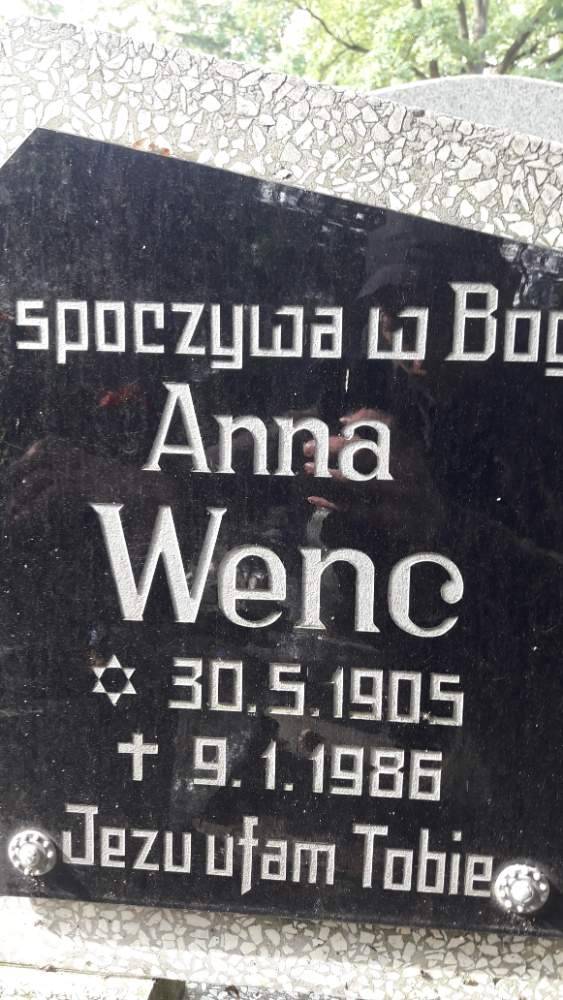 spoczywa w Bog
Anna
Wenc
✡ 30.5.1905
✝ 9.1.1986
Jezu ufam Tobie